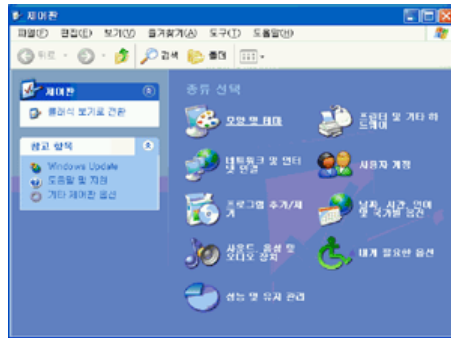 제어판
파일(F) 편집(E) 보기(V) 즐겨찾기(A) 도구(T) 도움말(H)
뒤로 검색 폴더
제어판
클래식 보기로 전환
참고 항목
Windows Update
도움말 및 지원
기타 제어판 옵션
종류 선택
모양 및 테마
프린터 및 기타 하
드웨어
네트워크 및 인터
넷 연결
사용자 계정
프로그램 추가/제
거
날짜, 시간, 언어
및 국가별 옵션
사운드, 음성 및
오디오 장치
내게 필요한 옵션
성능 및 유지 관리